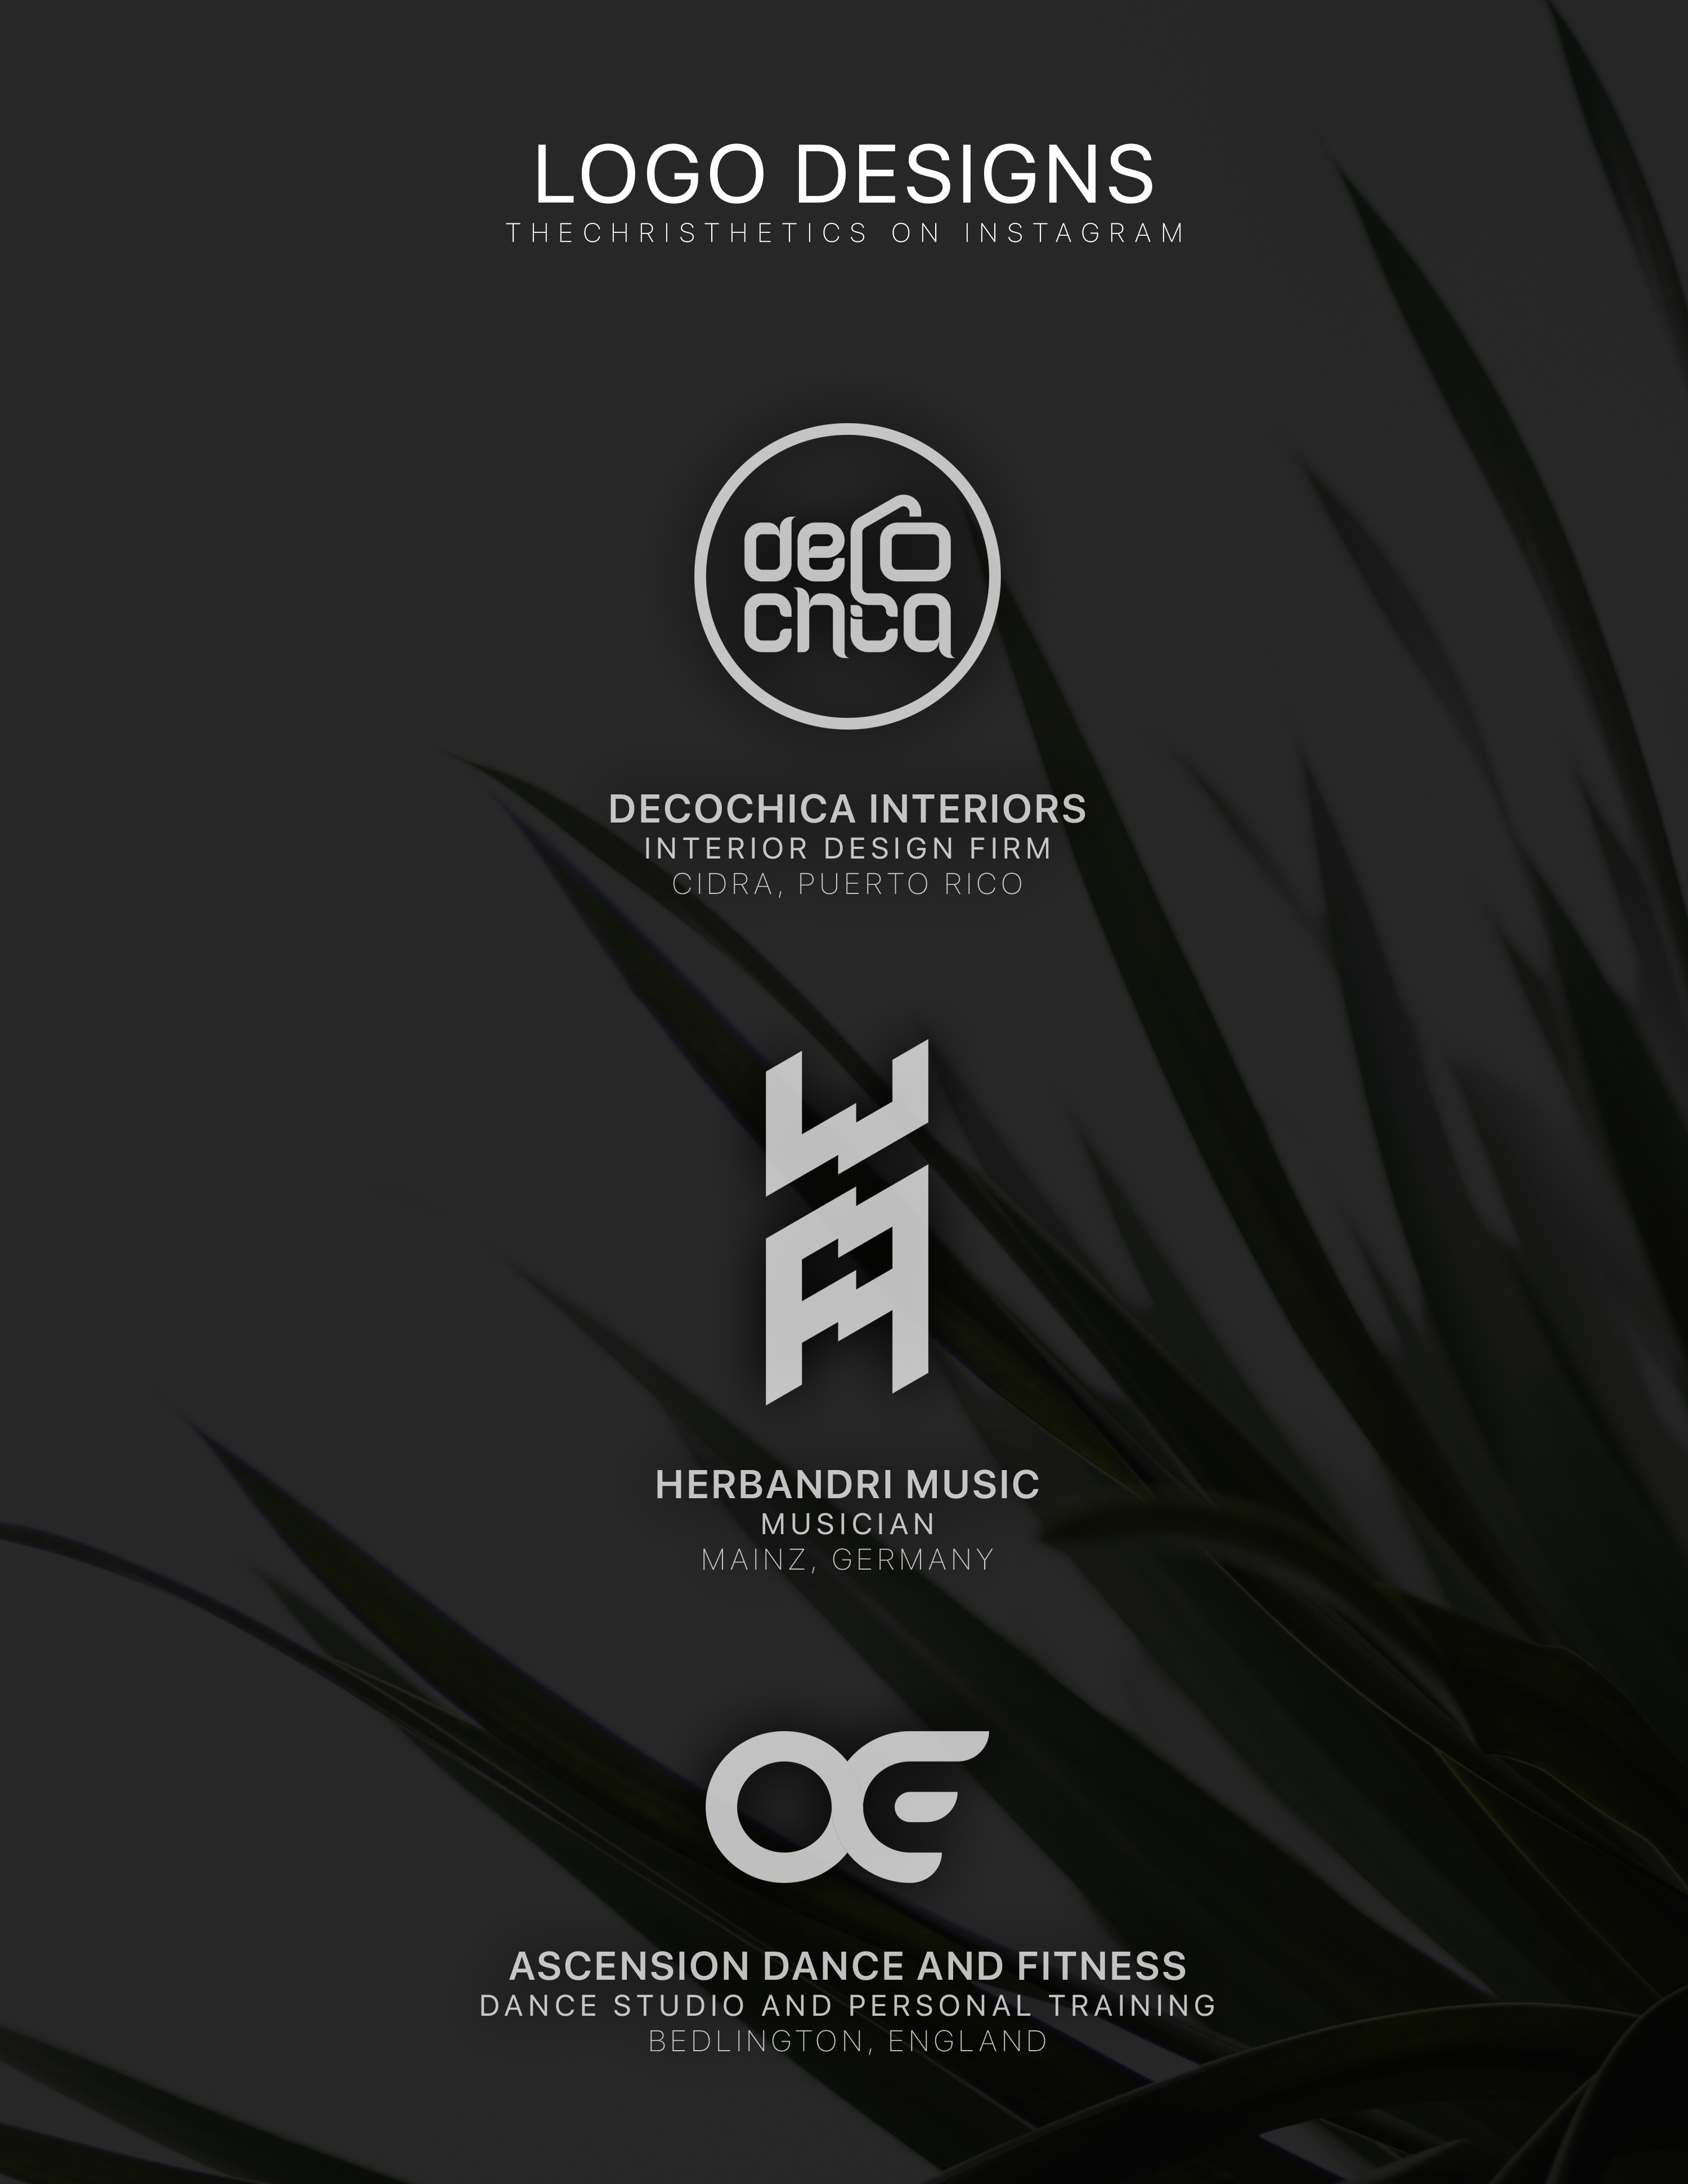 LOGO DESIGNS
THECHRISTHETICS ON INSTAGRAM
deco
chica
DECOCHICA INTERIORS
INTERIOR DESIGN FIRM
CIDRA, PUERTO RICO
HERBANDRI MUSIC
MUSICIAN
MAINZ, GERMANY
ASCENSION DANCE AND FITNESS
DANCE STUDIO AND PERSONAL TRAINING
BEDLINGTON, ENGLAND